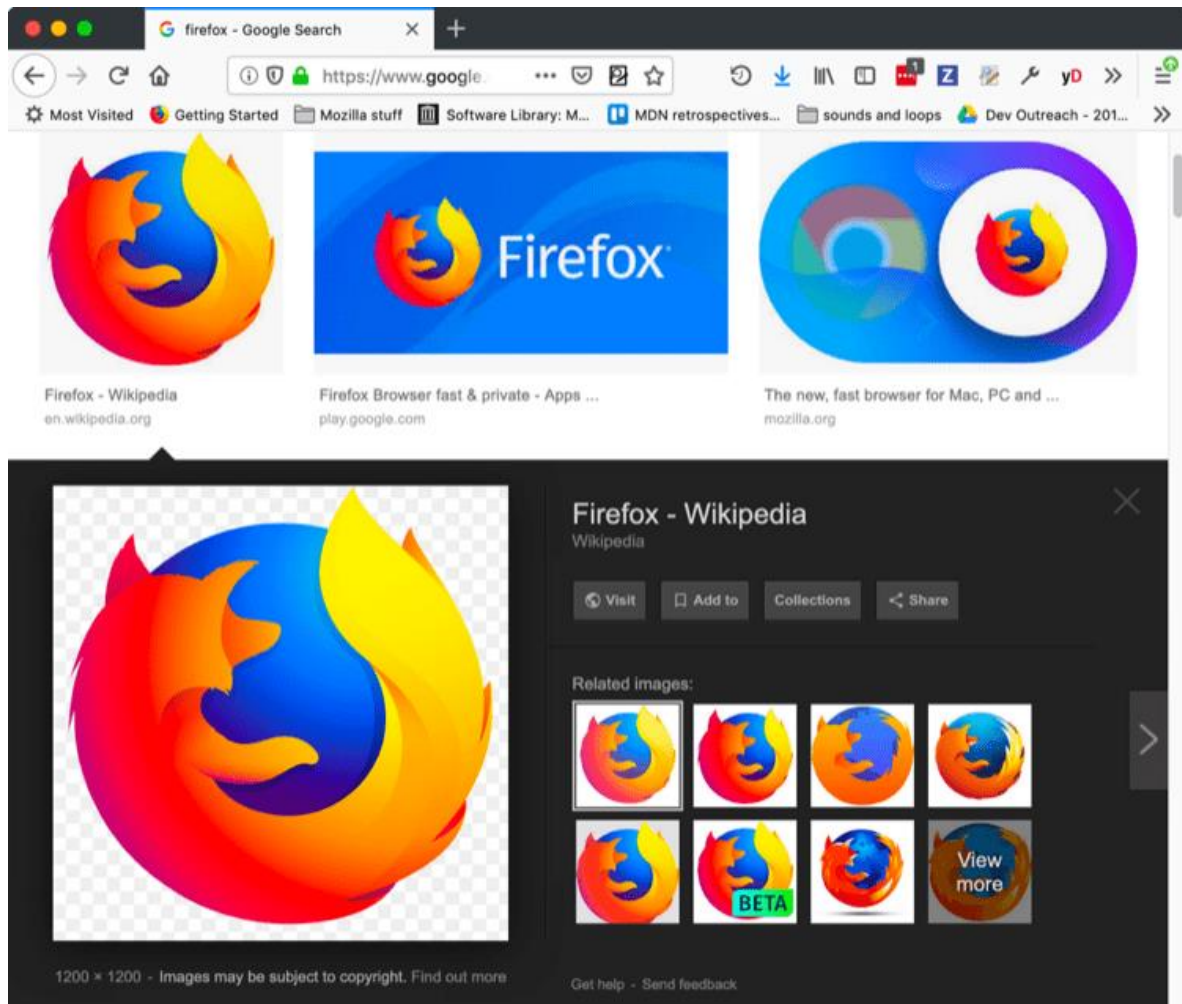 firefox - Google Search
https://www.google.
1
Z
yD
Most Visited Getting Started Mozilla stuff Software Library: M... MDN retrospectives... sounds and loops Dev Outreach - 201...
Firefox
Firefox - Wikipedia
en.wikipedia.org
Firefox Browser fast & private - Apps ...
play.google.com
The new, fast browser for Mac, PC and ...
mozilla.org
Firefox - Wikipedia
Wikipedia
Visit Add to Collections Share
Related images:
BETA
View
more
1200 × 1200 - Images may be subject to copyright. Find out more
Get help - Send feedback